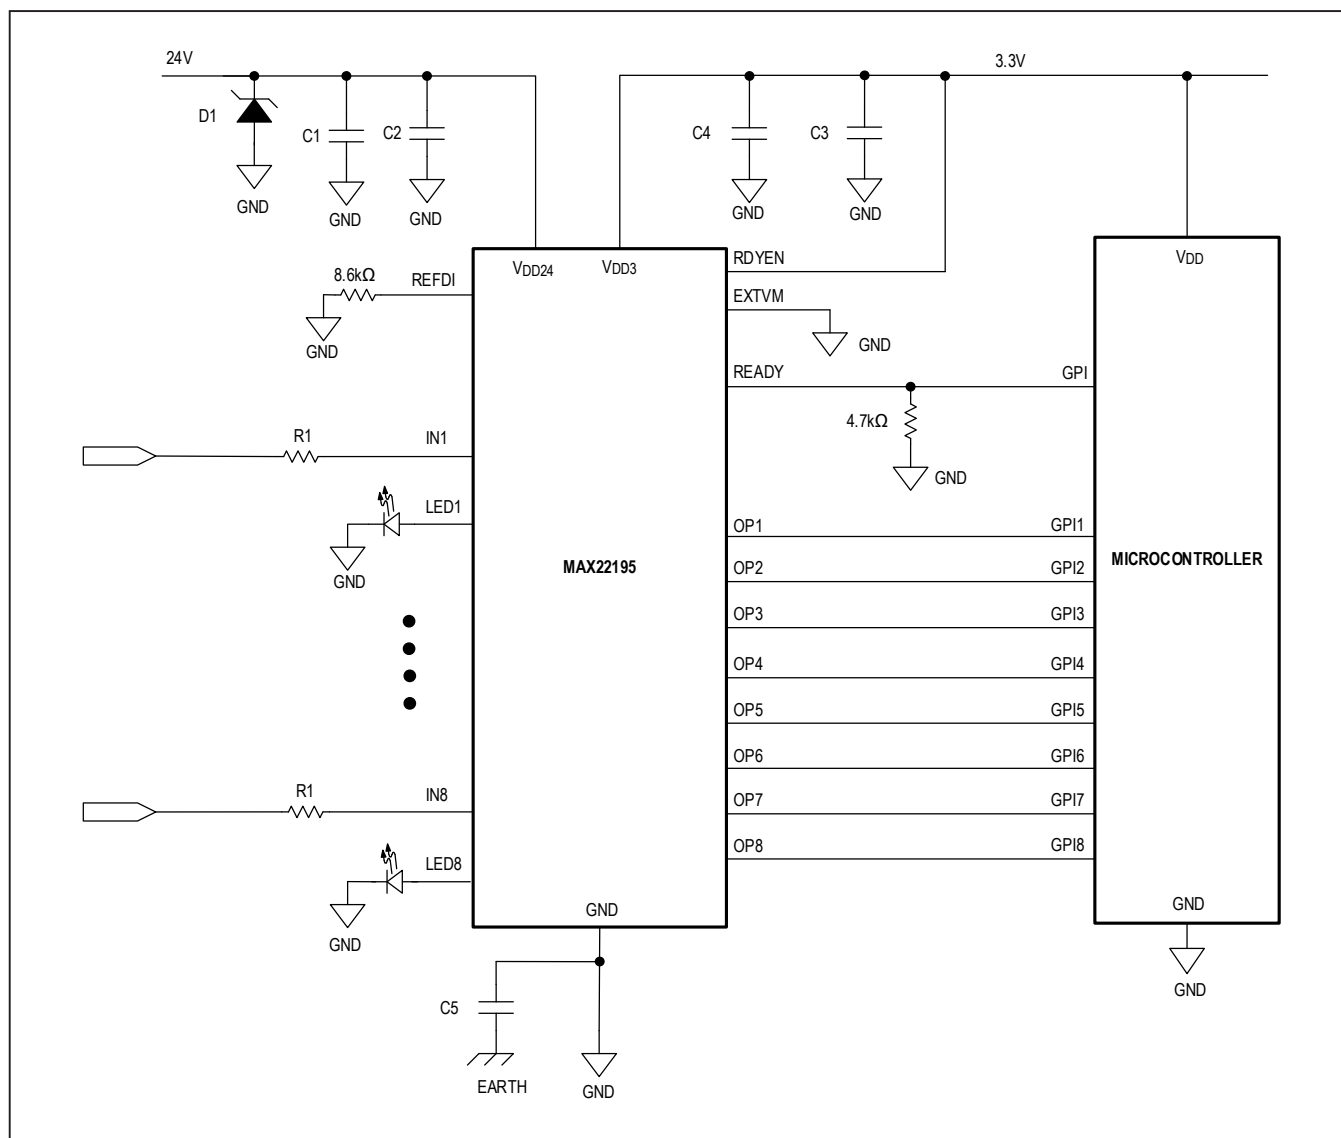 24V
3.3V
D1
C1
C2
C4
C3
GND
GND
GND
GND
GND
VDD24
VDD3
RDYEN
VDD
8.6kΩ
REFDI
EXTVM
GND
GND
READY
GPI
4.7kΩ
GND
R1
IN1
LED1
GND
OP1
GPI1
MAX22195
MICROCONTROLLER
OP2
GPI2
OP3
GPI3
OP4
GPI4
OP5
GPI5
OP6
GPI6
R1
IN8
OP7
GPI7
OP8
GPI8
LED8
GND
GND
GND
C5
GND
EARTH
GND